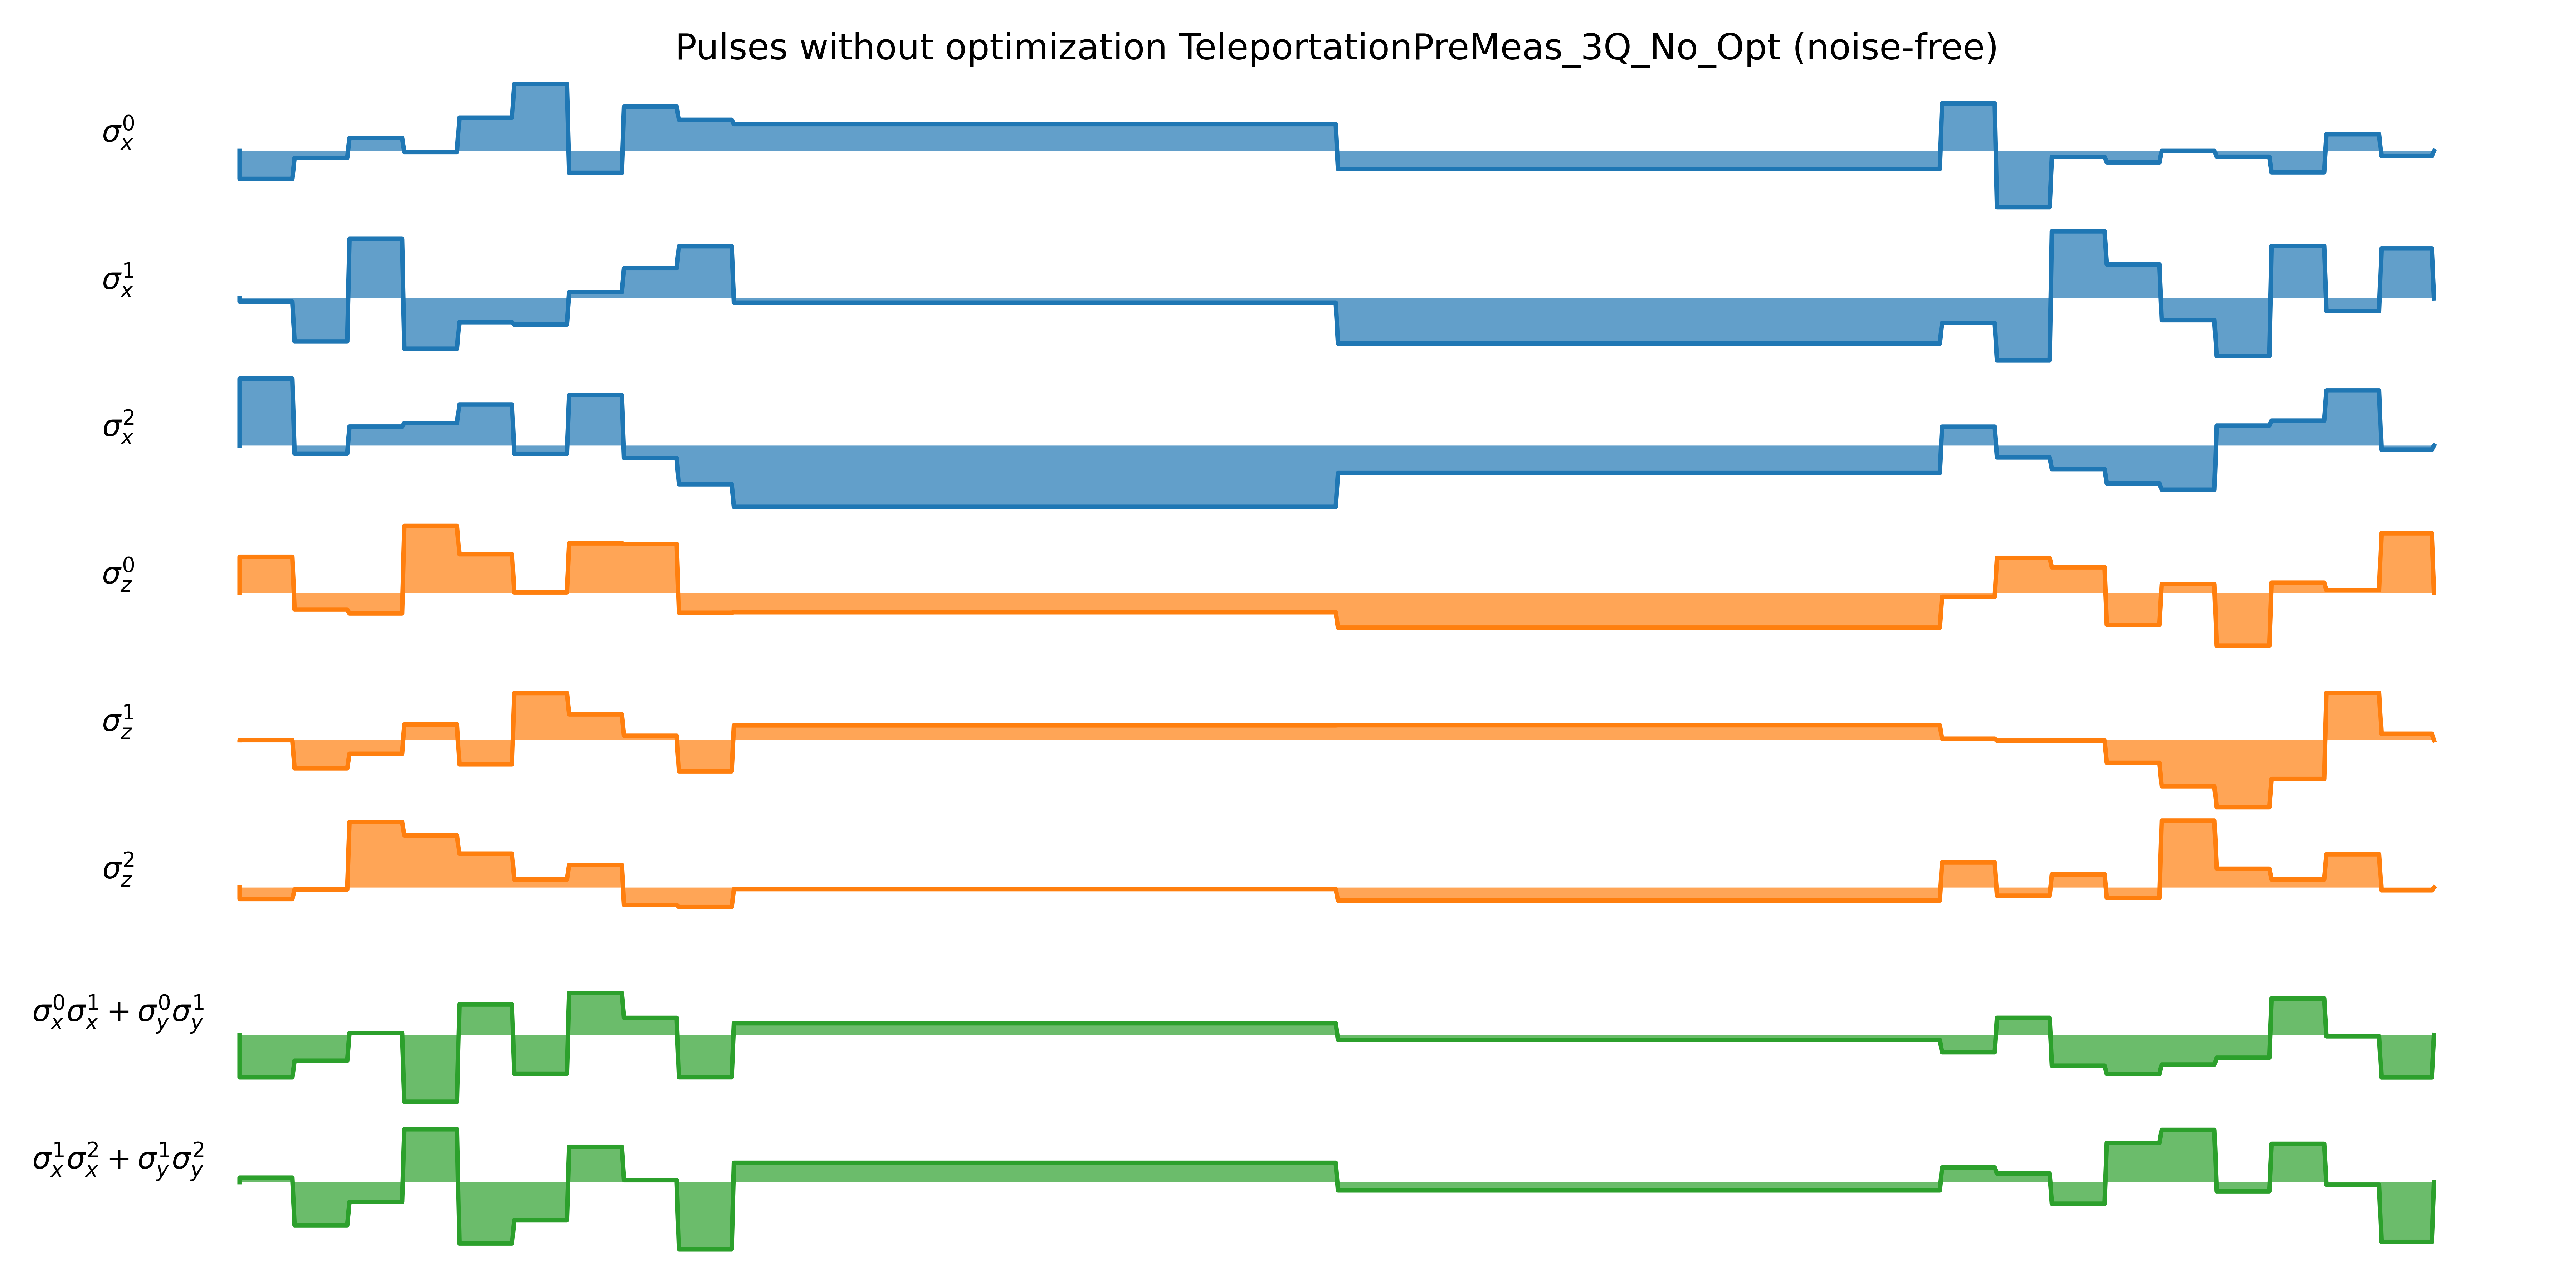 Pulses without optimization TeleportationPreMeas_3Q_No_Opt (noise-free)
σ_x^0
σ_x^1
σ_x^2
σ_z^0
σ_z^1
σ_z^2
σ_x^0σ_x^1 + σ_y^0σ_y^1
σ_x^1σ_x^2 + σ_y^1σ_y^2